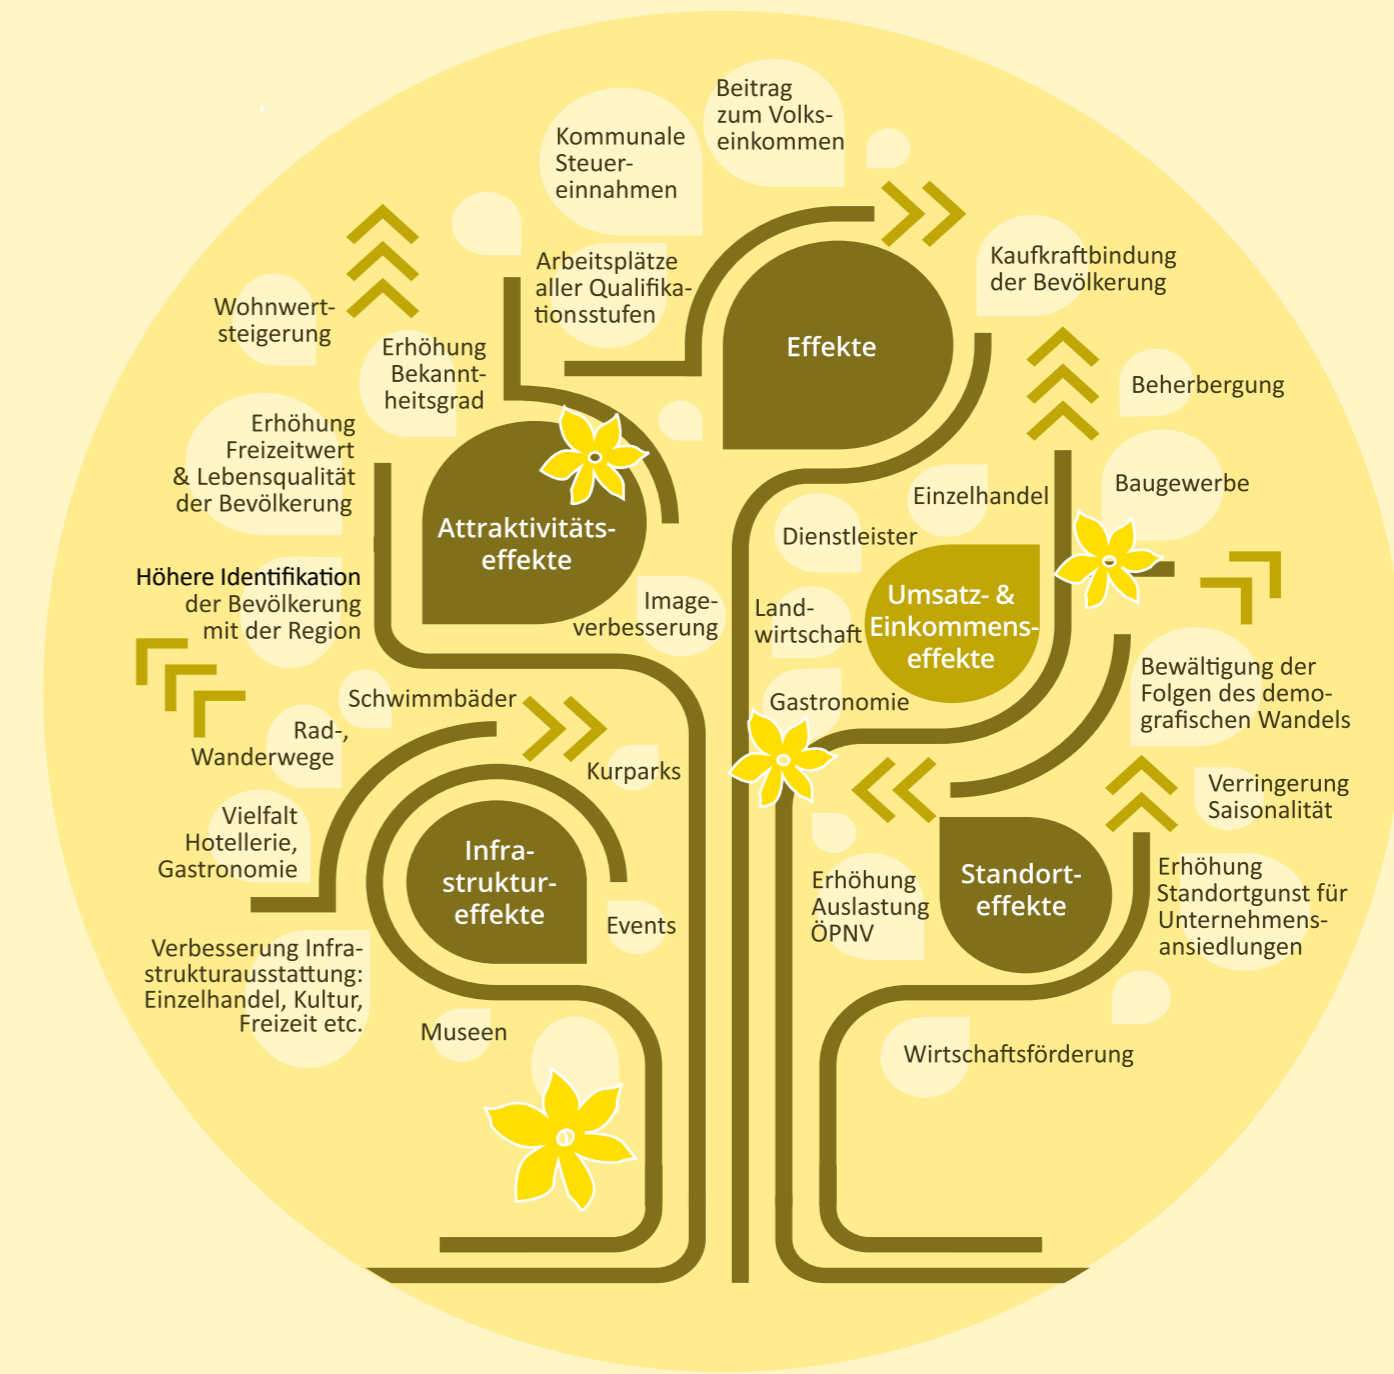 Beitrag
zum Volks-
einkommen
Kommunale
Steuer-
einnahmen
Arbeitsplätze
aller Qualifika-
tionsstufen
Effekte
Kaufkraftbindung
der Bevölkerung
Wohnwert-
steigerung
Erhöhung
Bekannt-
heitsgrad
Erhöhung
Freizeitwert
& Lebensqualität
der Bevölkerung
Attraktivitäts-
effekte
Höhere Identifikation
der Bevölkerung
mit der Region
Image-
verbesserung
Beherbergung
Baugewerbe
Einzelhandel
Dienstleister
Land-
wirtschaft
Umsatz- &
Einkommens-
effekte
Gastronomie
Schwimmbäder
Rad-,
Wanderwege
Kurparks
Vielfalt
Hotellerie,
Gastronomie
Infra-
struktur-
effekte
Events
Verbesserung Infra-
strukturausstattung:
Einzelhandel, Kultur,
Freizeit etc.
Museen
Bewältigung der
Folgen des demo-
grafischen Wandels
Verringerung
Saisonalität
Erhöhung
Auslastung
ÖPNV
Standort-
effekte
Erhöhung
Standortgunst für
Unternehmens-
ansiedlungen
Wirtschaftsförderung